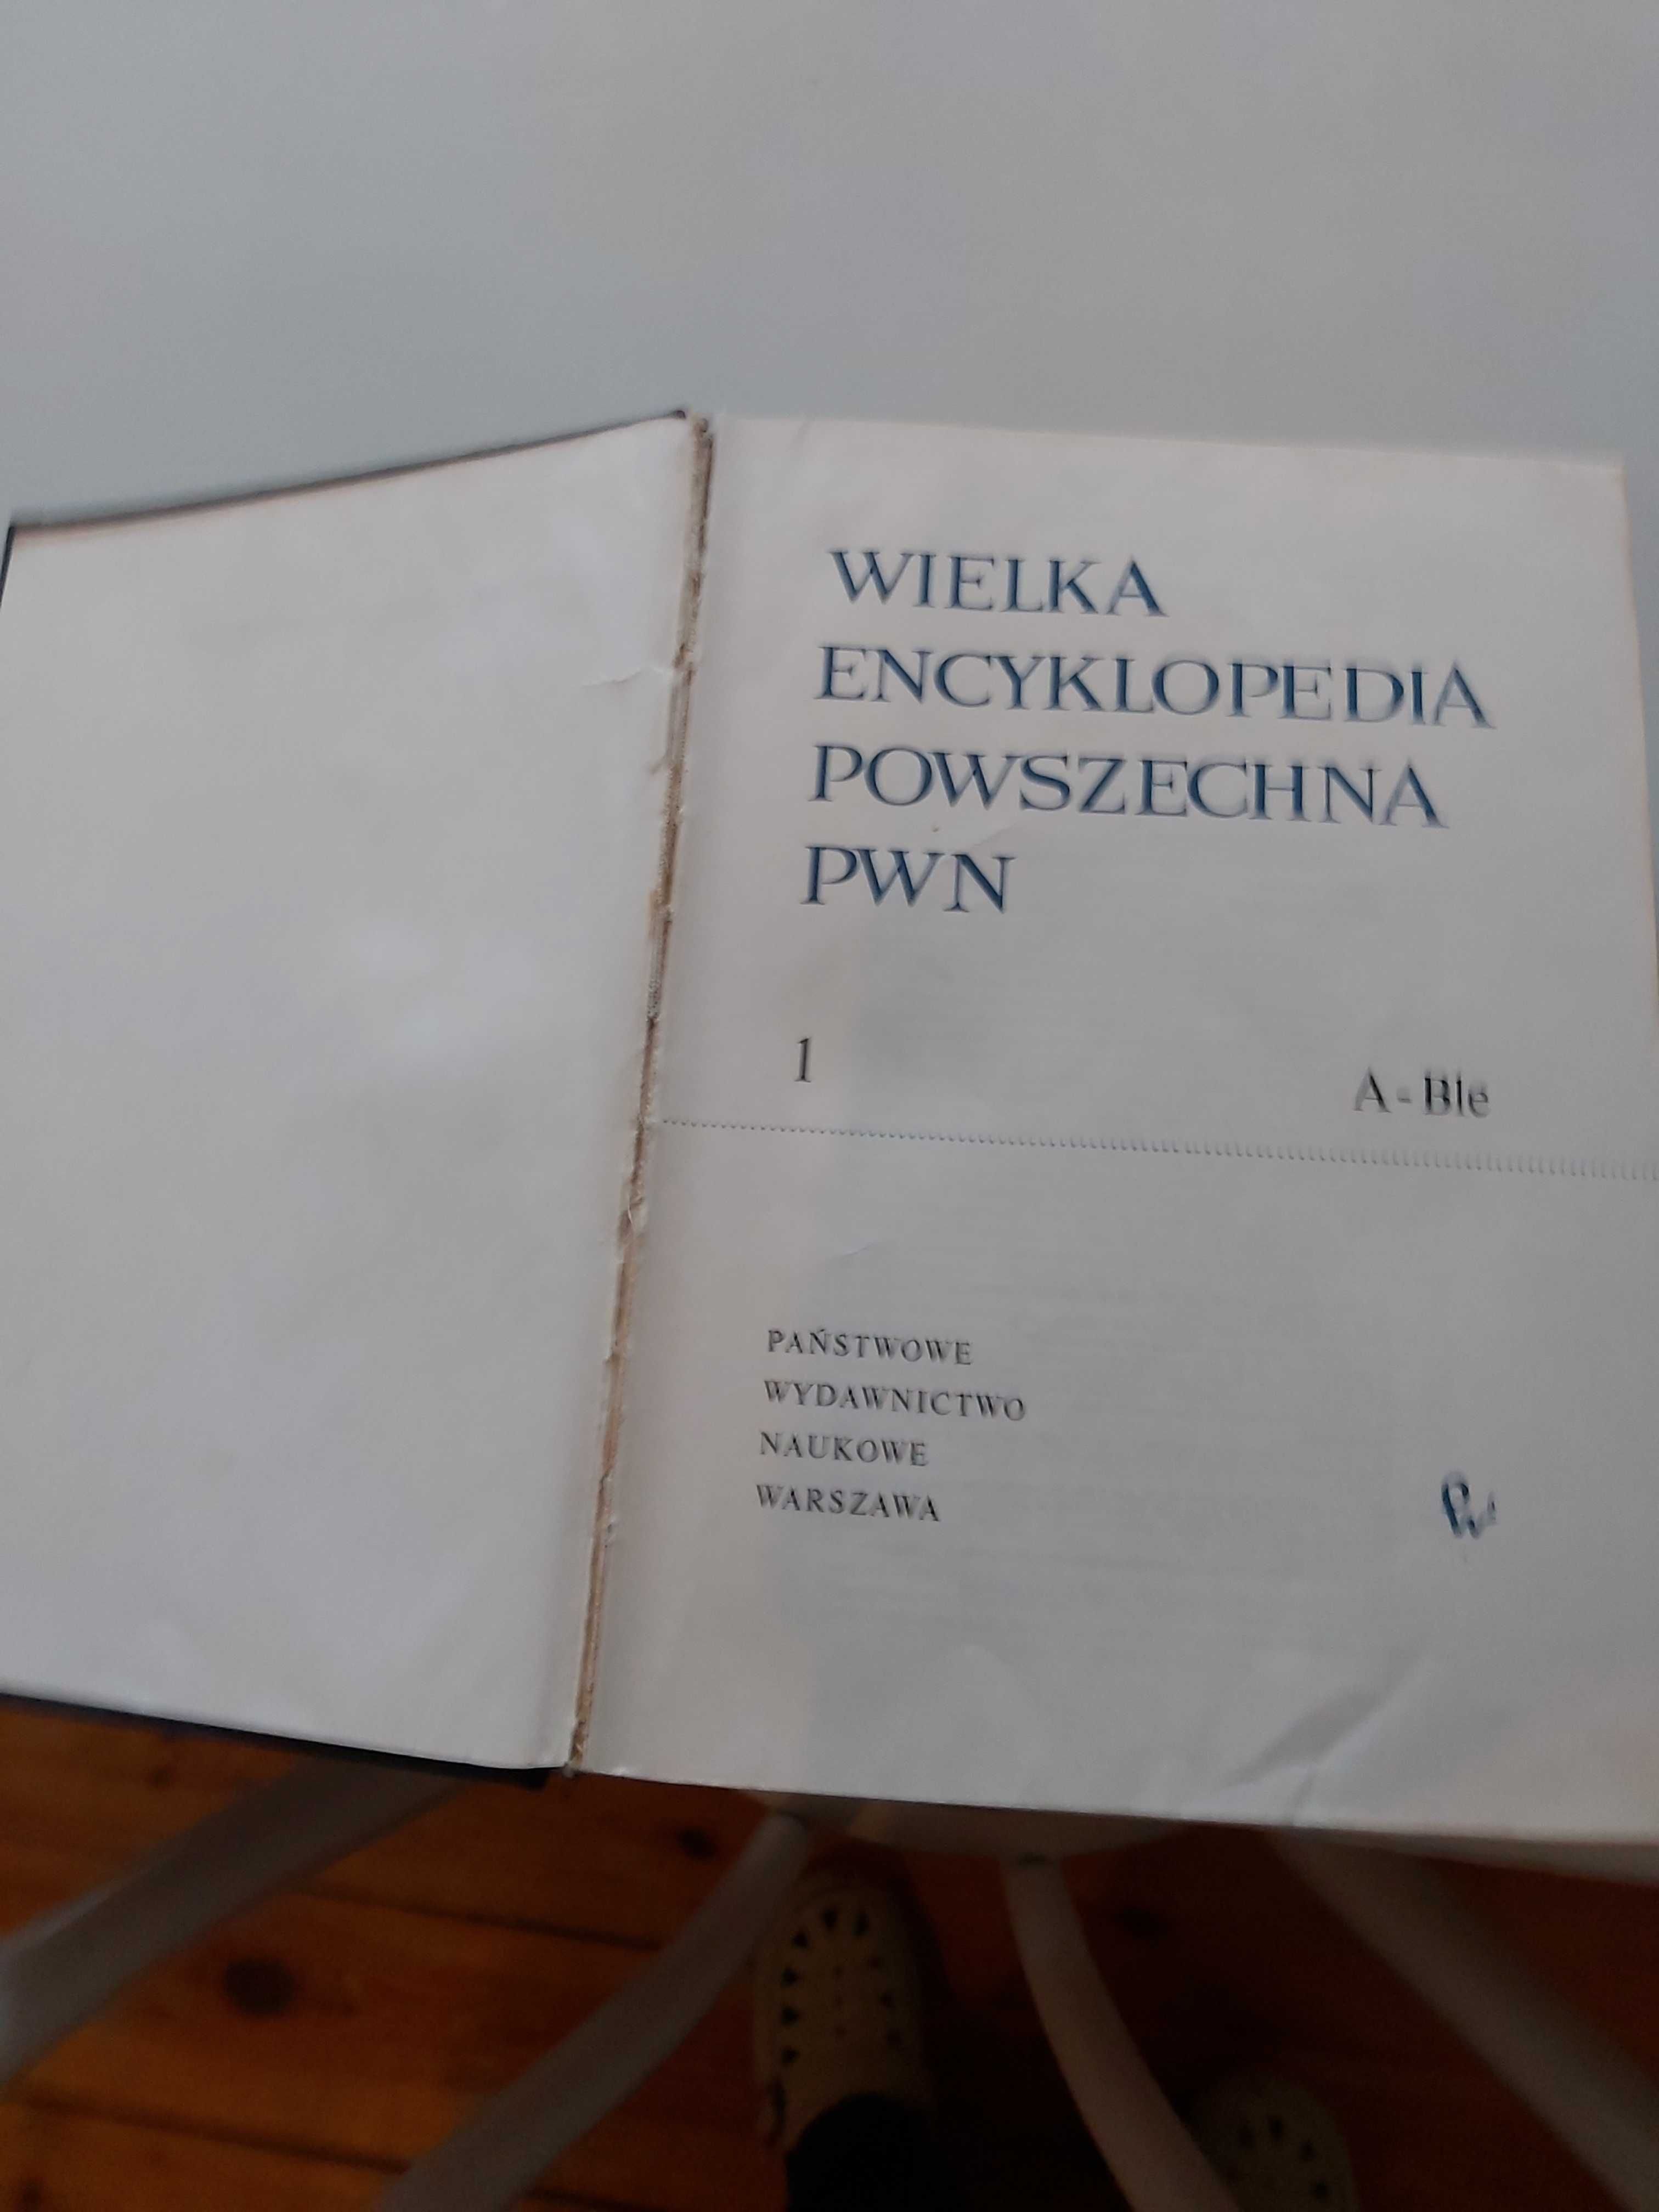 WIELKA
ENCYKLOPEDIA
POWSZECHNA
PWN
1 A-Ble
PAŃSTWOWE
WYDAWNICTWO
NAUKOWE
WARSZAWA